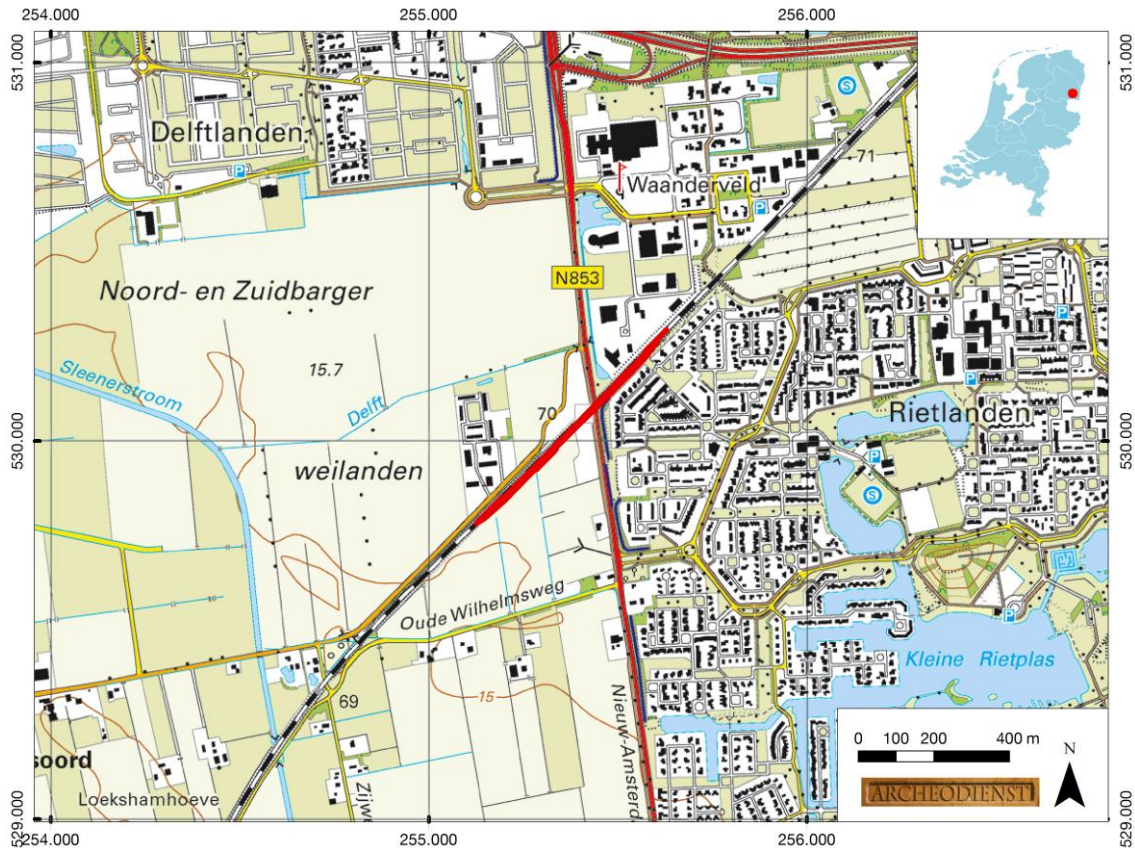 254.000
255.000
256.000
531.000
531.000
Delftlanden
P
S
71
Waanderveld
P
N853
Noord- en Zuidbarger
15.7
Sleenerstroom
Delft
70
P
P
Rietlanden
530.000
530.000
weilanden
P
S
Oude Wilhelmsweg
P
Kleine Rietplas
69
15
Nieuw-Amsterd
soord
Loekshamhoeve
Zijw
0 100 200 400 m
N
ARCHEODIENST
529.000
529.000
254.000
255.000
256.000